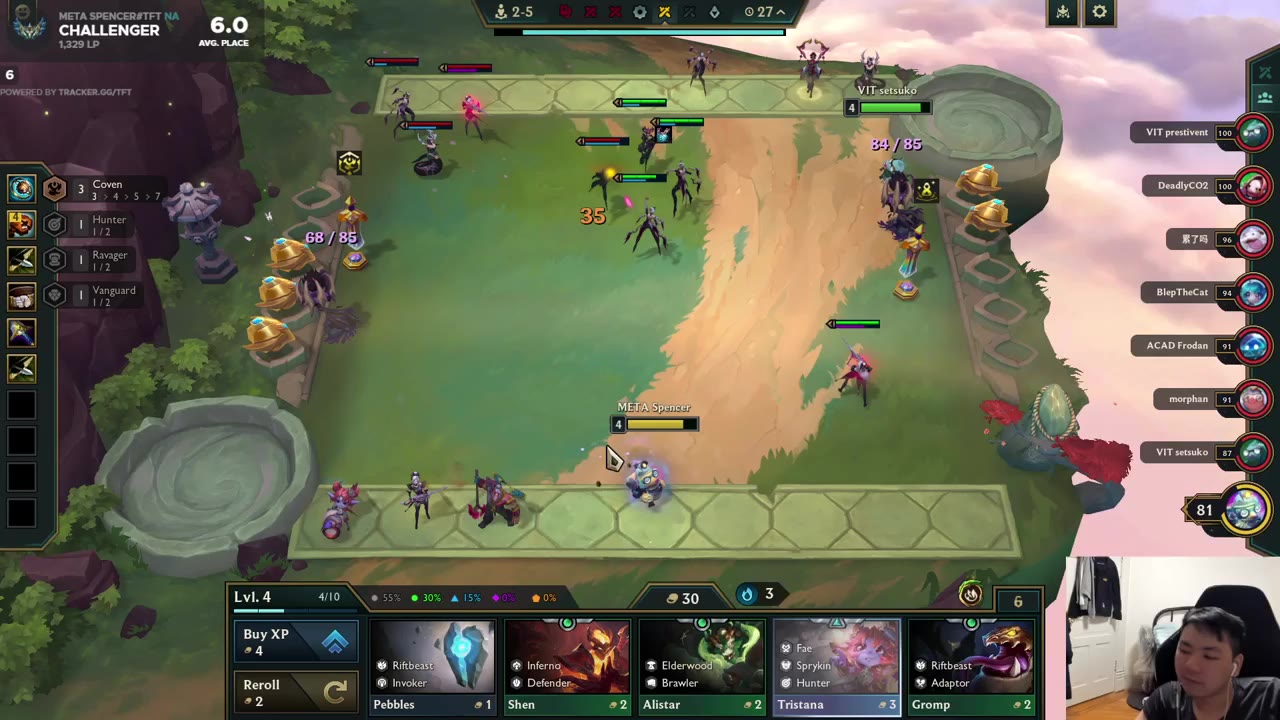 META SPENCER#TFT NA
CHALLENGER
1,329 LP
6.0
AVG. PLACE
6
POWERED BY TRACKER.GG/TFT
2-5
27
3 Coven
3 > 4 > 5 > 7
1 Hunter
1 / 2
1 Ravager
1 / 2
1 Vanguard
1 / 2
VIT setsuko
4
84 / 85
68 / 85
35
META Spencer
4
VIT prestivent 100
DeadlyCO2 100
累了吗 96
BlepTheCat 94
ACAD Frodan 91
morphan 91
VIT setsuko 87
81
Lvl. 4 4/10
55% 30% 15% 0% 0%
30
3
6
Buy XP
4
Reroll
2
Riftbeast
Invoker
Pebbles 1
Inferno
Defender
Shen 2
Elderwood
Brawler
Alistar 2
Fae
Sprykin
Hunter
Tristana 3
Riftbeast
Adaptor
Gromp 2